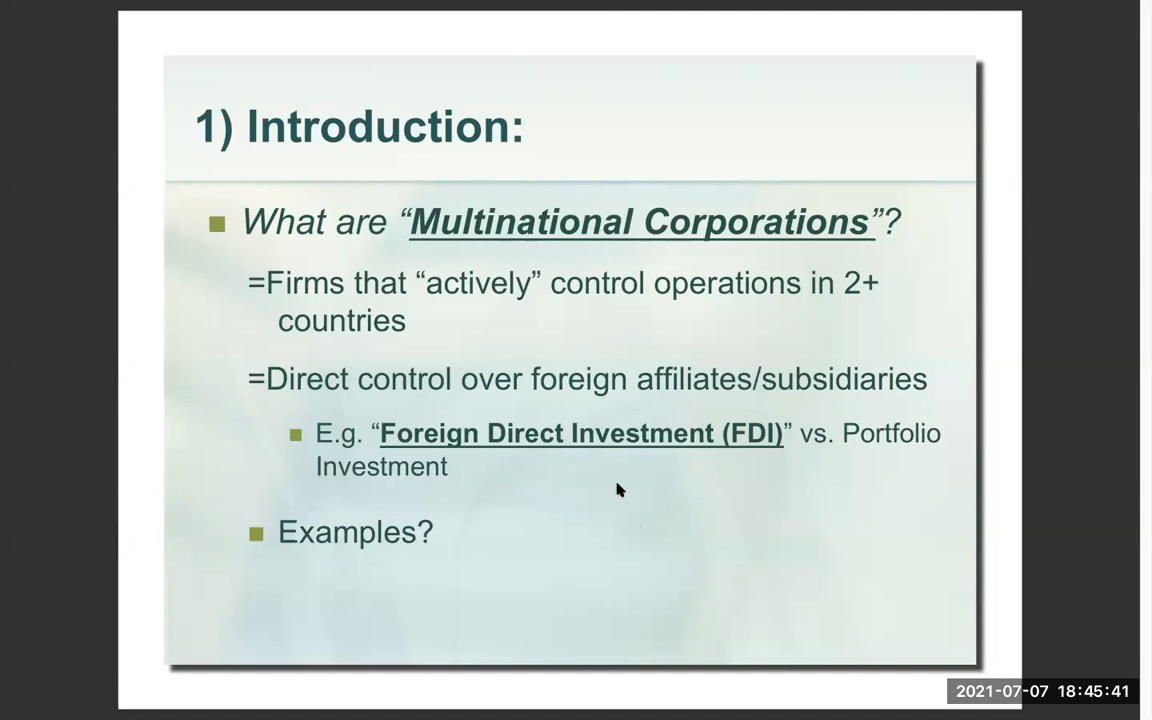 1) Introduction:
What are “Multinational Corporations”?
=Firms that “actively” control operations in 2+
countries
=Direct control over foreign affiliates/subsidiaries
E.g. “Foreign Direct Investment (FDI)” vs. Portfolio
Investment
Examples?
2021-07-07 18:45:41